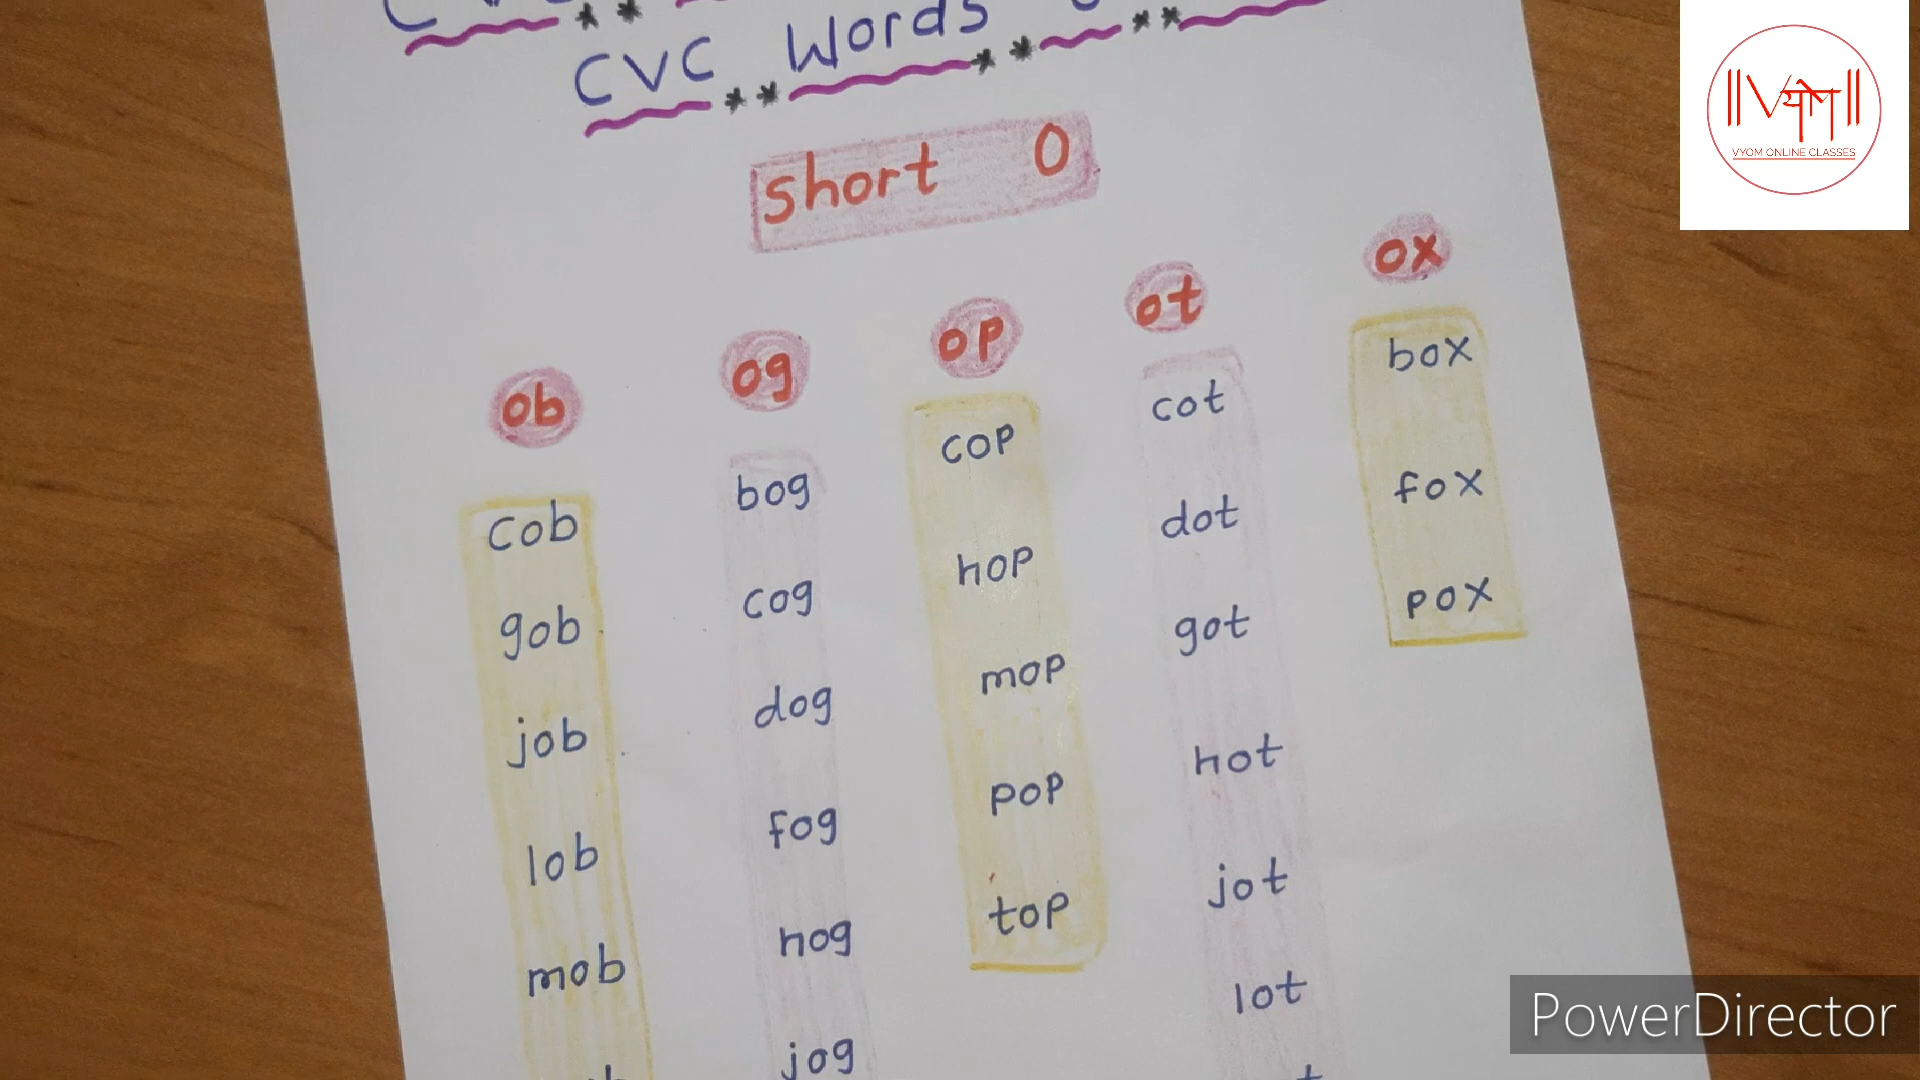 CVC Words
short o
ob
og
op
ot
ox
cob
gob
job
lob
mob
bog
cog
dog
fog
hog
jog
cop
hop
mop
pop
top
cot
dot
got
hot
jot
lot
box
fox
pox
||Vयोम||
VYOM ONLINE CLASSES
PowerDirector